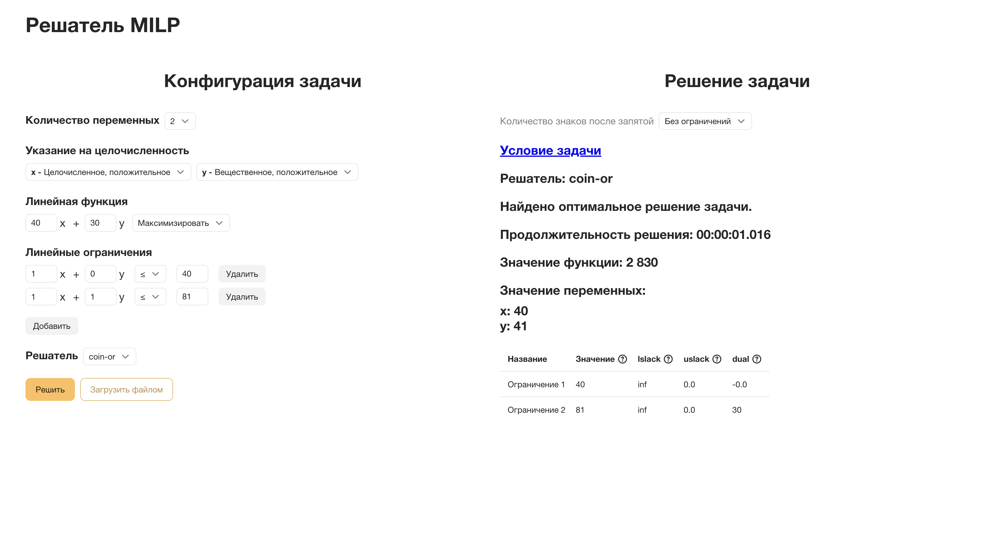 Решатель MILP
Конфигурация задачи
Количество переменных 2
Указание на целочисленность
x - Целочисленное, положительное y - Вещественное, положительное
Линейная функция
40 x + 30 y Максимизировать
Линейные ограничения
1 x + 0 y ≤ 40 Удалить
1 x + 1 y ≤ 81 Удалить
Добавить
Решатель coin-or
Решить Загрузить файлом
Решение задачи
Количество знаков после запятой Без ограничений
Условие задачи
Решатель: coin-or
Найдено оптимальное решение задачи.
Продолжительность решения: 00:00:01.016
Значение функции: 2 830
Значение переменных:
x: 40
y: 41
Название Значение ? lslack ? uslack ? dual ?
Ограничение 1 40 inf 0.0 -0.0
Ограничение 2 81 inf 0.0 30